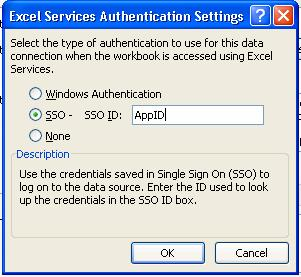 Excel Services Authentication Settings
Select the type of authentication to use for this data
connection when the workbook is accessed using Excel
Services.
Windows Authentication
SSO - SSO ID: AppID
None
Description
Use the credentials saved in Single Sign On (SSO) to
log on to the data source. Enter the ID used to look
up the credentials in the SSO ID box.
OK Cancel